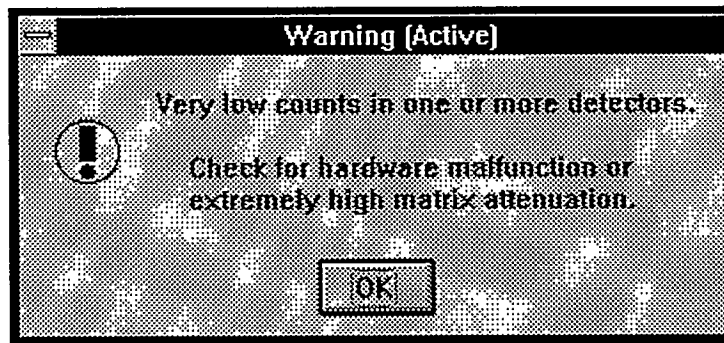 Warning (Active)
Very low counts in one or more detectors.
Check for hardware malfunction or
extremely high matrix attenuation.
OK